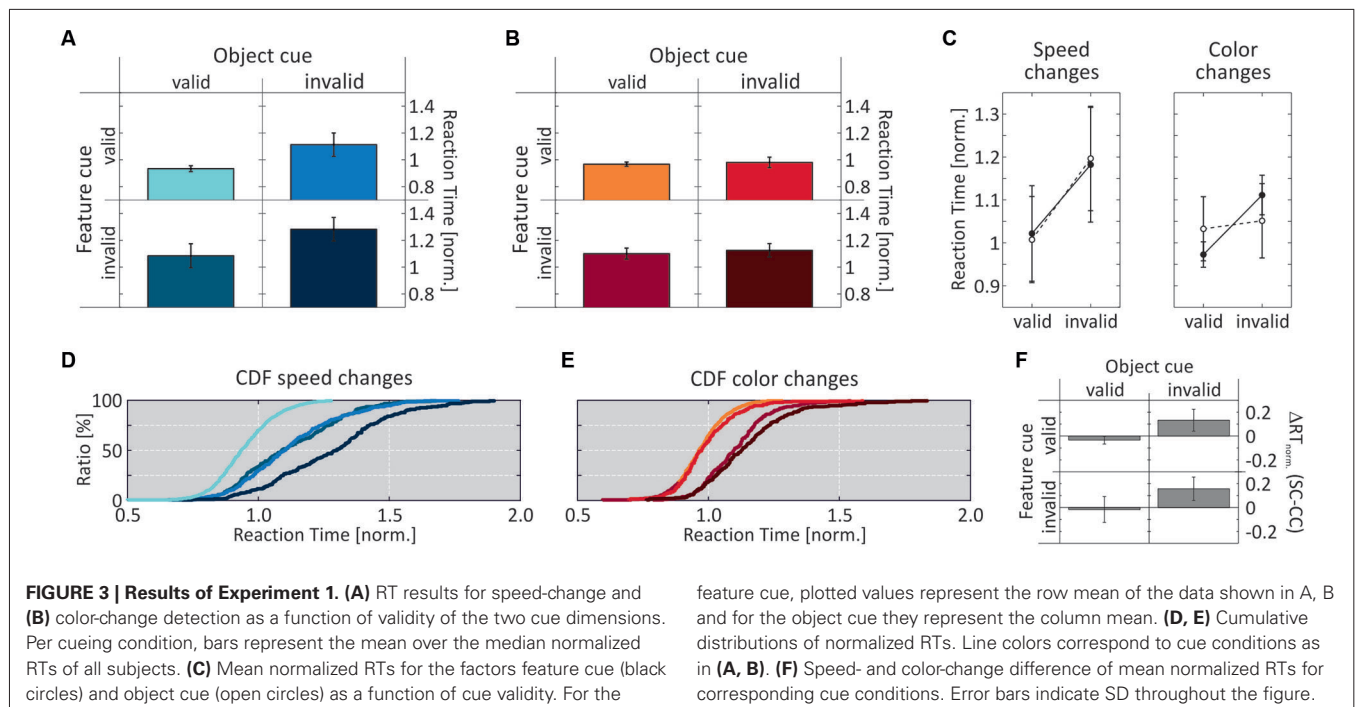 A
Object cue
valid
invalid
Feature cue
valid
invalid
1.4
1.2
1
0.8
1.4
1.2
1
0.8
Reaction Time [norm.]
B
Object cue
valid
invalid
Feature cue
valid
invalid
1.4
1.2
1
0.8
1.4
1.2
1
0.8
Reaction Time [norm.]
C
Speed
changes
Color
changes
Reaction Time [norm.]
1.3
1.2
1.1
1
0.9
valid
invalid
valid
invalid
D
CDF speed changes
Ratio [%]
100
50
0
0.5
1.0
1.5
2.0
Reaction Time [norm.]
E
CDF color changes
0.5
1.0
1.5
2.0
Reaction Time [norm.]
F
Object cue
valid
invalid
Feature cue
valid
invalid
0.2
0
-0.2
0.2
0
-0.2
ΔRTnorm. (SC-CC)
FIGURE 3 | Results of Experiment 1. (A) RT results for speed-change and
(B) color-change detection as a function of validity of the two cue dimensions.
Per cueing condition, bars represent the mean over the median normalized
RTs of all subjects. (C) Mean normalized RTs for the factors feature cue (black
circles) and object cue (open circles) as a function of cue validity. For the
feature cue, plotted values represent the row mean of the data shown in A, B
and for the object cue they represent the column mean. (D, E) Cumulative
distributions of normalized RTs. Line colors correspond to cue conditions as
in (A, B). (F) Speed- and color-change difference of mean normalized RTs for
corresponding cue conditions. Error bars indicate SD throughout the figure.